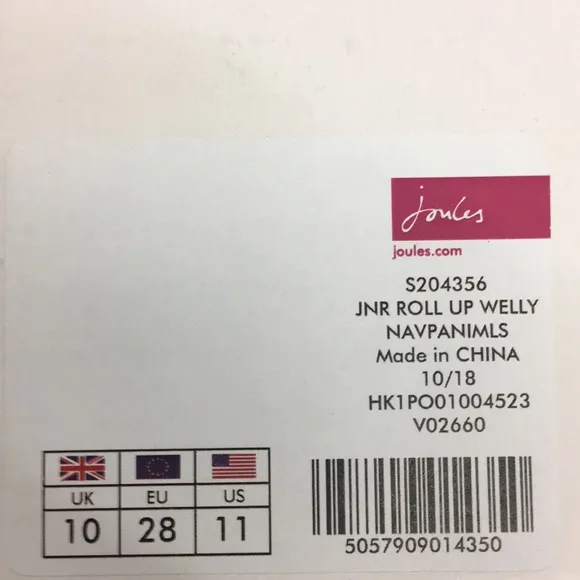 joules
joules.com
S204356
JNR ROLL UP WELLY
NAVPANIMLS
Made in CHINA
10/18
HK1PO01004523
V02660
UK EU US
10 28 11
5057909014350